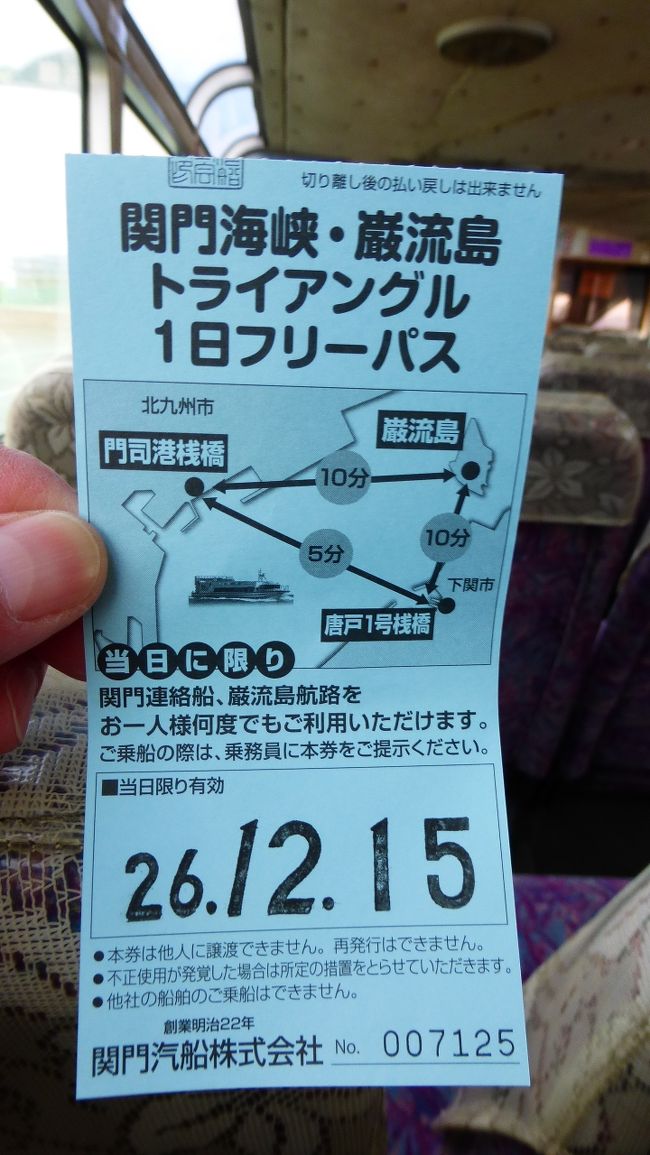 切り離し後の払い戻しは出来ません
関門海峡・巌流島
トライアングル
1日フリーパス
北九州市
門司港桟橋
巌流島
10分
5分
10分
下関市
唐戸1号桟橋
当日に限り
関門連絡船、巌流島航路を
お一人様何度でもご利用いただけます。
ご乗船の際は、乗務員に本券をご提示ください。
■当日限り有効
26.12.15
●本券は他人に譲渡できません。再発行はできません。
●不正使用が発覚した場合は所定の措置をとらせていただきます。
●他社の船舶のご乗船はできません。
創業明治22年
関門汽船株式会社 No. 007125